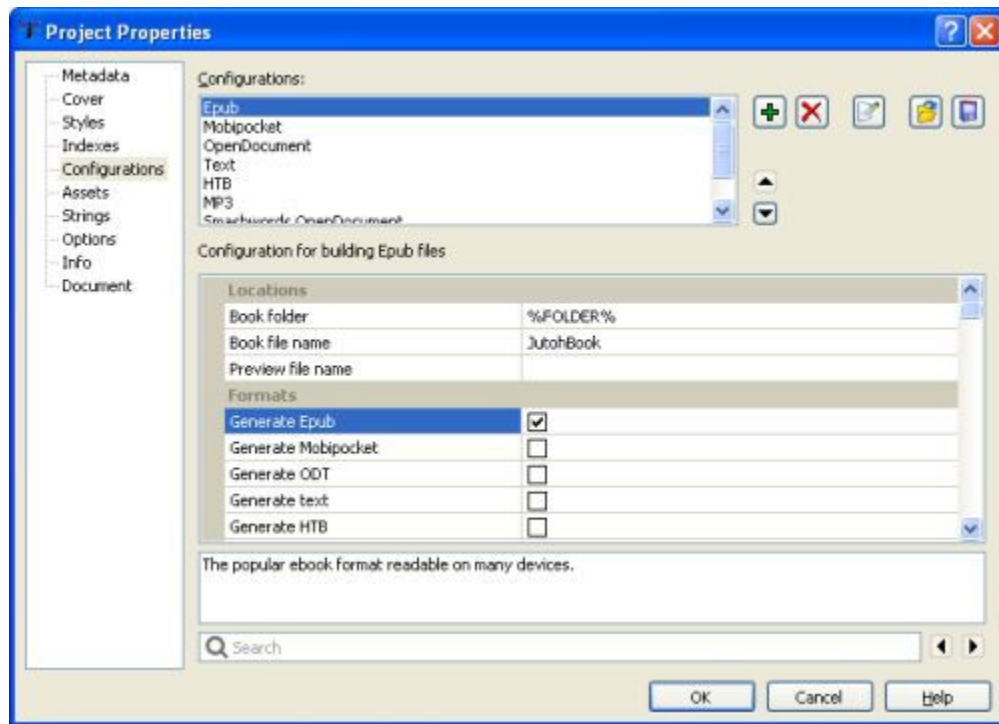 Project Properties
Metadata
Cover
Styles
Indexes
Configurations
Assets
Strings
Options
Info
Document
Configurations:
Epub
Mobipocket
OpenDocument
Text
HTB
MP3
Smashwords OpenDocument
Configuration for building Epub files
Locations
Book folder %FOLDER%
Book file name JutohBook
Preview file name
Formats
Generate Epub
Generate Mobipocket
Generate ODT
Generate text
Generate HTB
The popular ebook format readable on many devices.
Search
OK Cancel Help